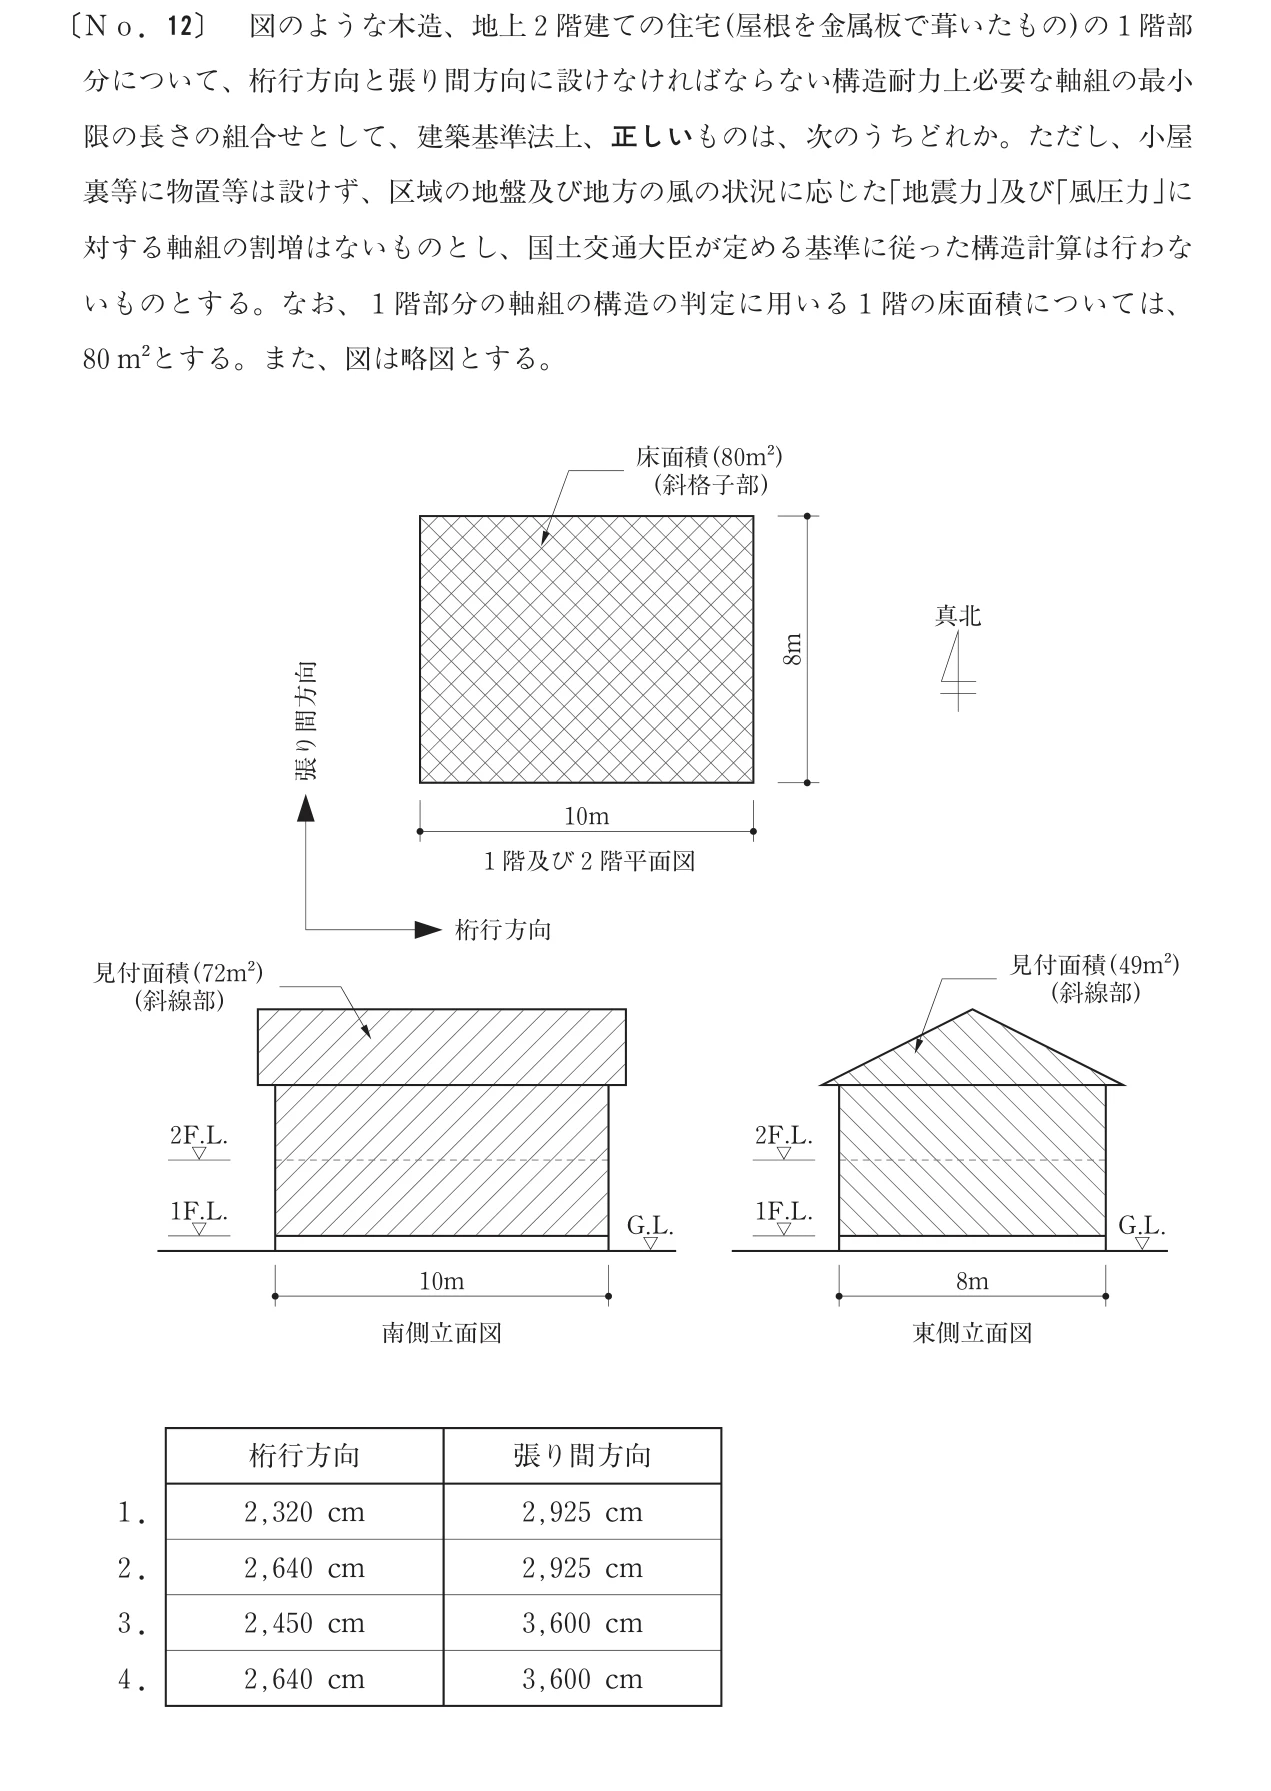 〔Ｎｏ．12〕　図のような木造、地上２階建ての住宅(屋根を金属板で葺いたもの)の１階部
分について、桁行方向と張り間方向に設けなければならない構造耐力上必要な軸組の最小
限の長さの組合せとして、建築基準法上、正しいものは、次のうちどれか。ただし、小屋
裏等に物置等は設けず、区域の地盤及び地方の風の状況に応じた「地震力」及び「風圧力」に
対する軸組の割増はないものとし、国土交通大臣が定める基準に従った構造計算は行わな
いものとする。なお、１階部分の軸組の構造の判定に用いる１階の床面積については、
80 m²とする。また、図は略図とする。
床面積(80m²)
(斜格子部)
真北
8m
張り間方向
10m
１階及び２階平面図
桁行方向
見付面積(72m²)
(斜線部)
2F.L.
1F.L.
G.L.
10m
南側立面図
見付面積(49m²)
(斜線部)
2F.L.
1F.L.
G.L.
8m
東側立面図
桁行方向　張り間方向
1．　2,320 cm　2,925 cm
2．　2,640 cm　2,925 cm
3．　2,450 cm　3,600 cm
4．　2,640 cm　3,600 cm